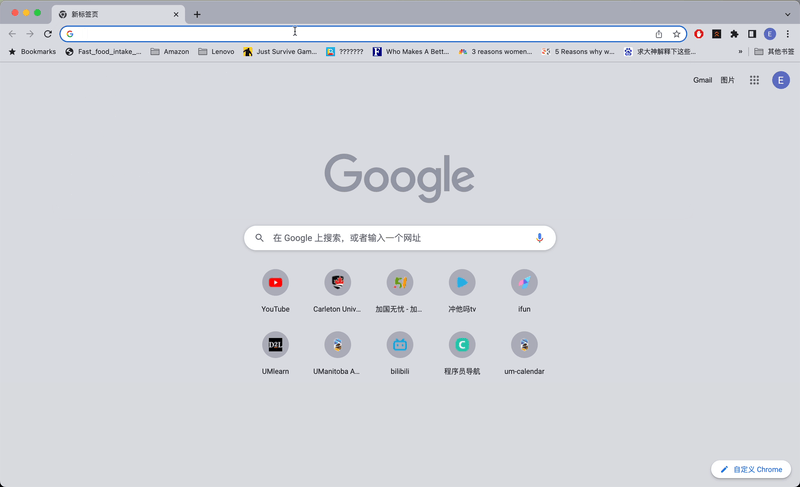 新标签页
Bookmarks
Fast_food_intake_...
Amazon
Lenovo
Just Survive Gam...
???????
Who Makes A Bett...
3 reasons women...
5 Reasons why w...
求大神解释下这些...
»
其他书签
E
Gmail
图片
E
Google
在 Google 上搜索，或者输入一个网址
YouTube
Carleton Univ...
加国无忧 - 加...
冲他吗tv
ifun
UMlearn
UManitoba A...
bilibili
程序员导航
um-calendar
自定义 Chrome